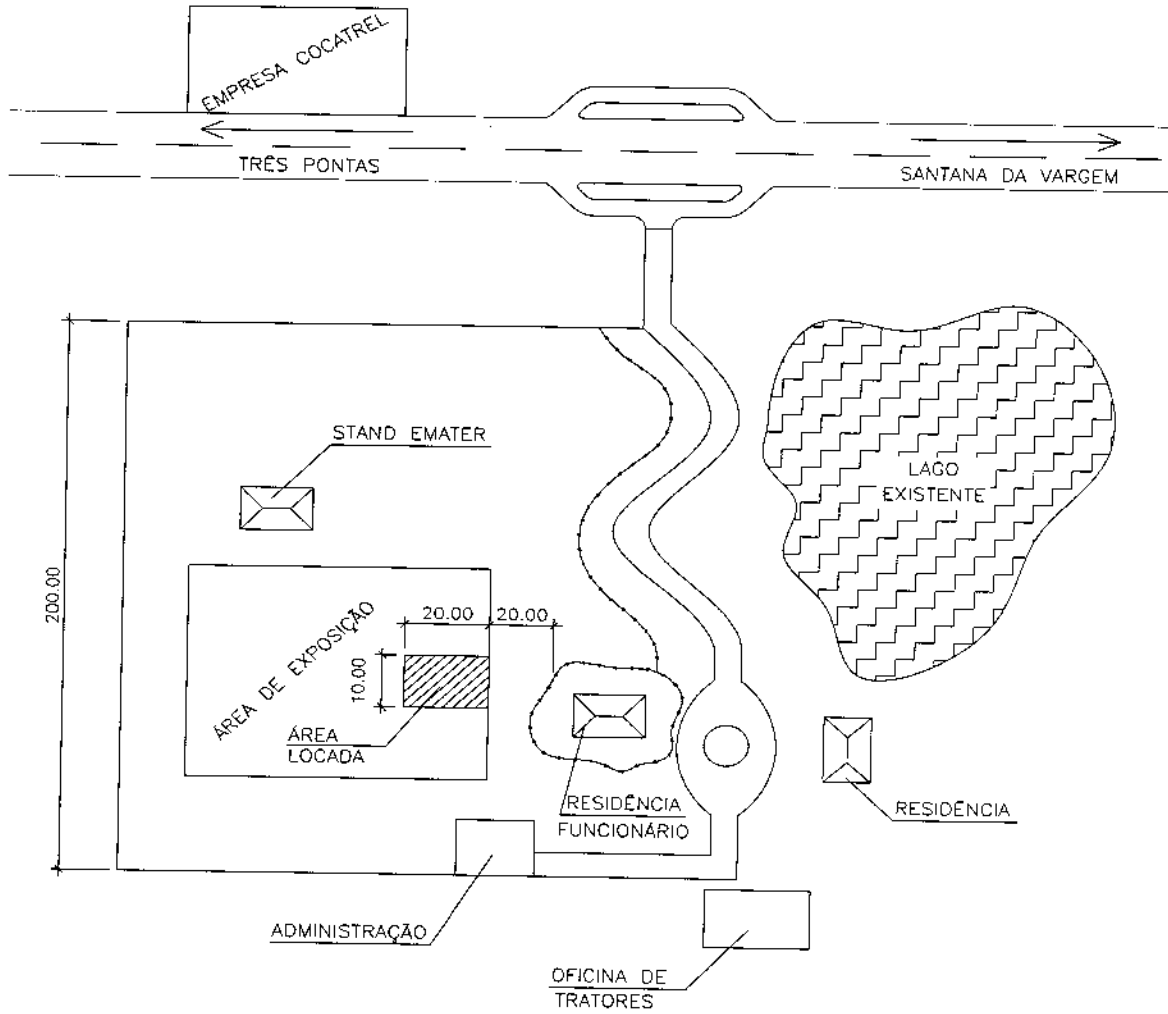 EMPRESA COCATREL
TRÊS PONTAS
SANTANA DA VARGEM
STAND EMATER
LAGO
EXISTENTE
200.00
20.00
20.00
10.00
ÁREA DE EXPOSIÇÃO
ÁREA
LOCADA
RESIDÊNCIA
FUNCIONÁRIO
RESIDÊNCIA
ADMINISTRAÇÃO
OFICINA DE
TRATORES